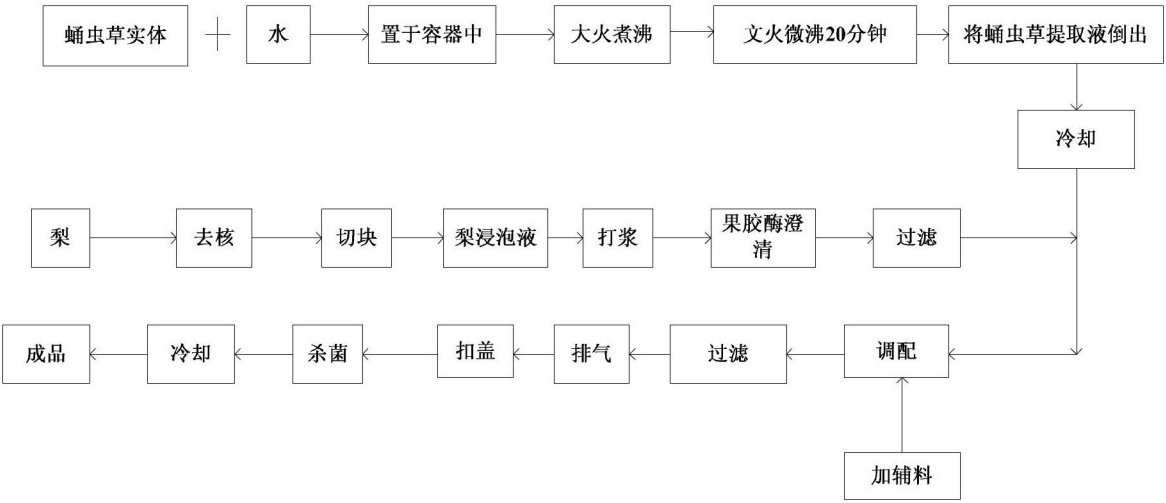 蛹虫草实体
水
置于容器中
大火煮沸
文火微沸20分钟
将蛹虫草提取液倒出
冷却
梨
去核
切块
梨浸泡液
打浆
果胶酶澄
清
过滤
成品
冷却
杀菌
扣盖
排气
过滤
调配
加辅料